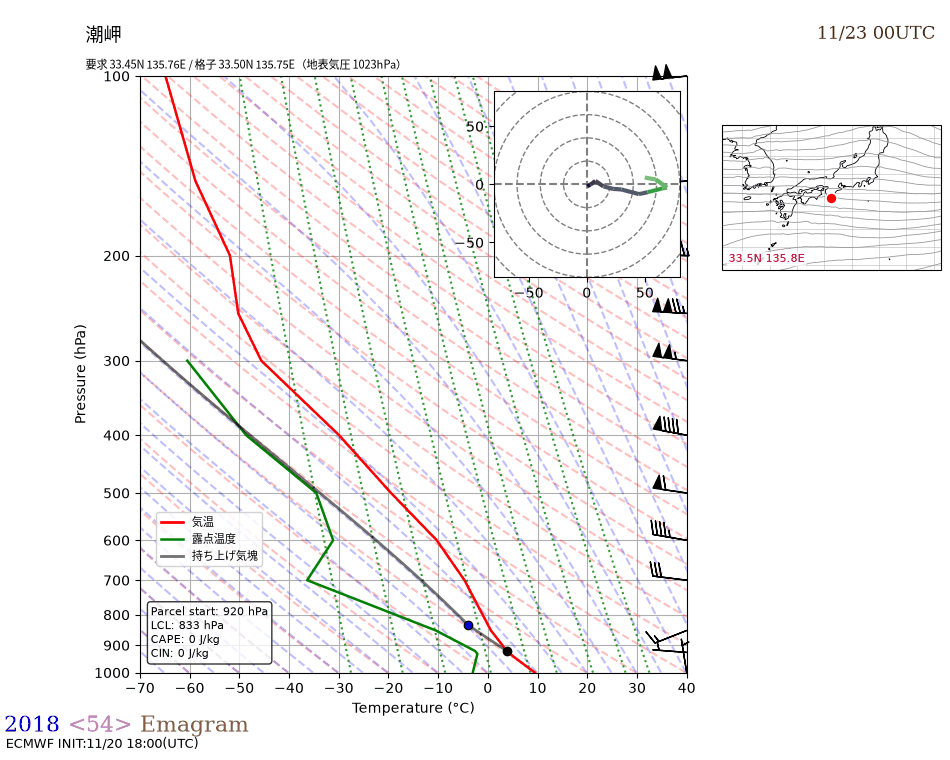 潮岬
11/23 00UTC
要求 33.45N 135.76E / 格子 33.50N 135.75E（地表気圧 1023hPa）
100
200
300
400
500
600
700
800
900
1000
Pressure (hPa)
50
0
−50
−50 0 50
33.5N 135.8E
気温
露点温度
持ち上げ気塊
Parcel start: 920 hPa
LCL: 833 hPa
CAPE: 0 J/kg
CIN: 0 J/kg
−70 −60 −50 −40 −30 −20 −10 0 10 20 30 40
Temperature (°C)
2018 <54> Emagram
ECMWF INIT:11/20 18:00(UTC)